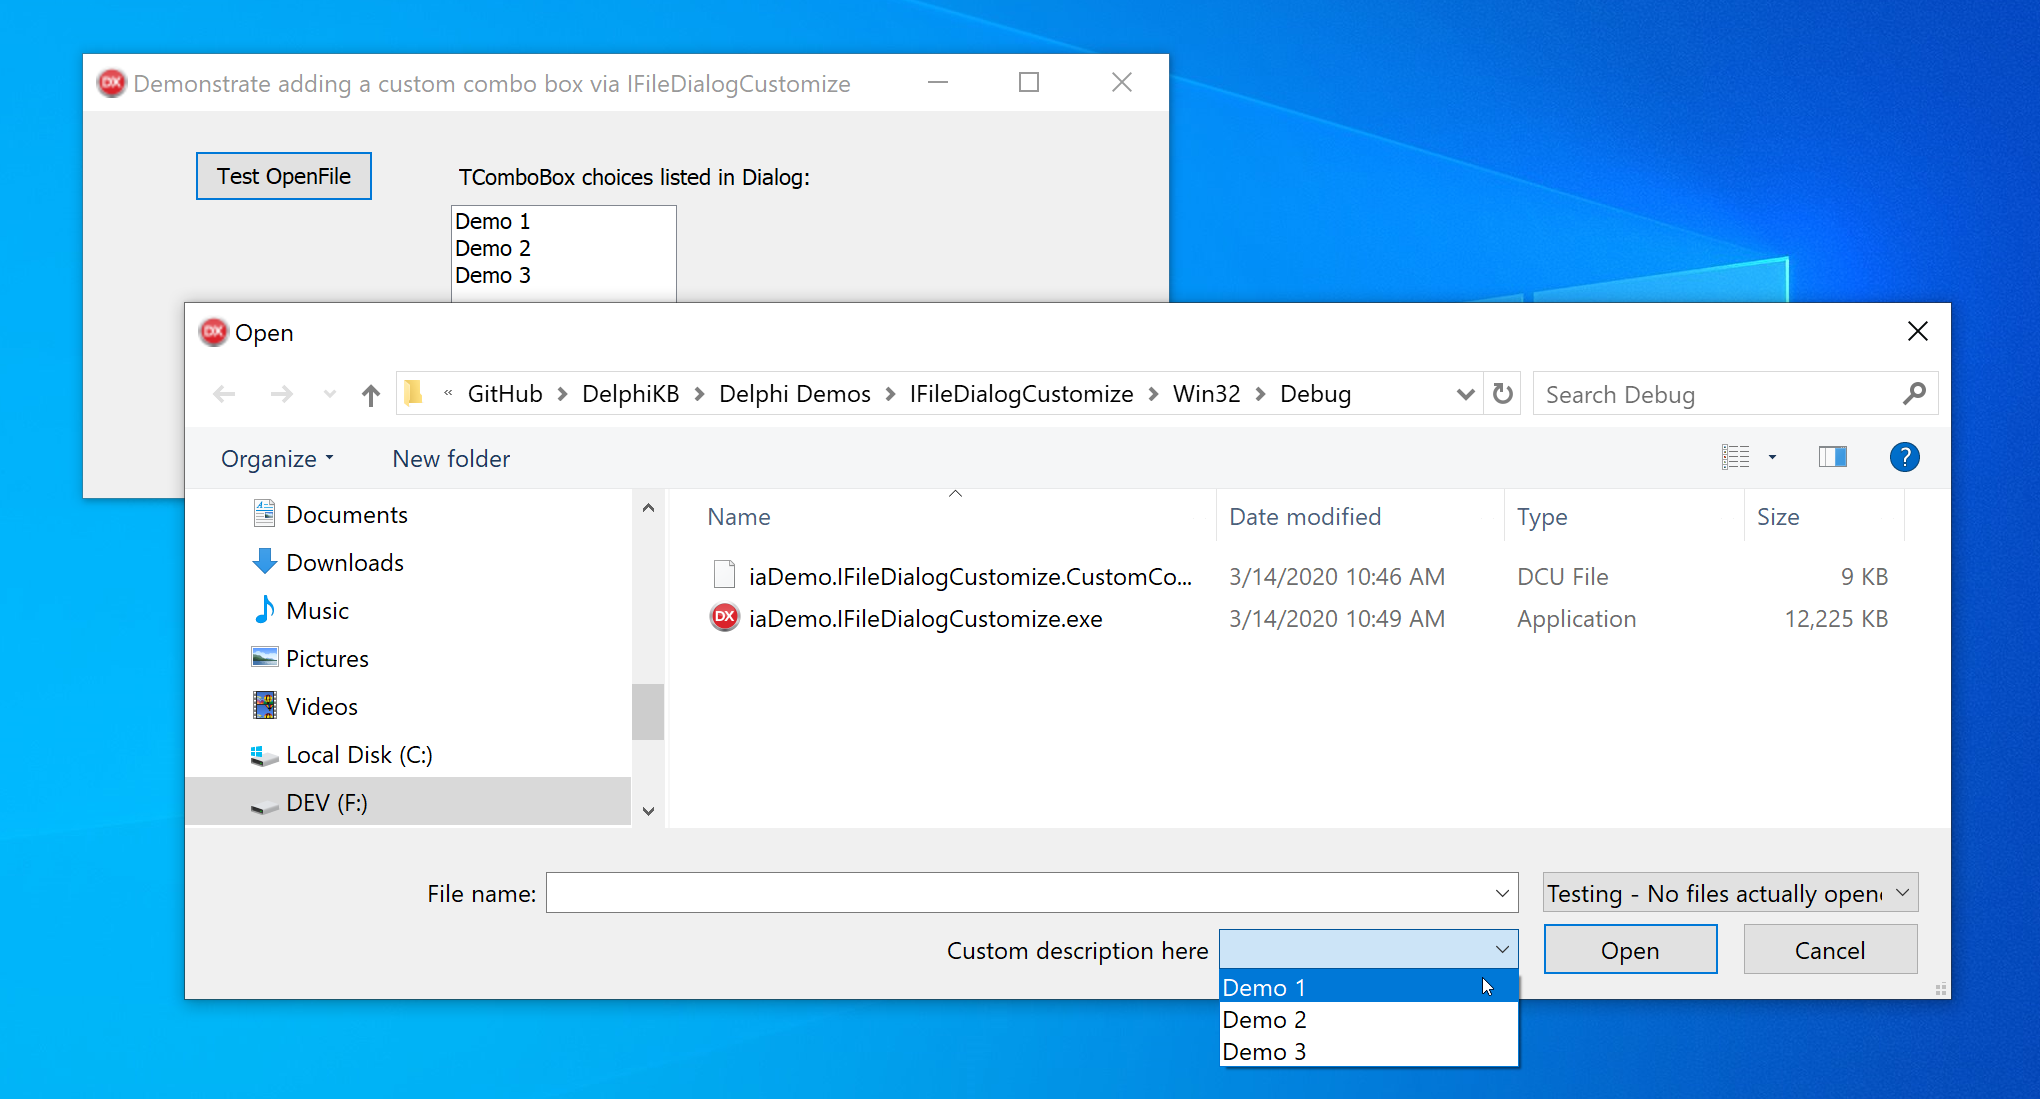 DX Demonstrate adding a custom combo box via IFileDialogCustomize
Test OpenFile
TComboBox choices listed in Dialog:
Demo 1
Demo 2
Demo 3
DX Open
« GitHub > DelphiKB > Delphi Demos > IFileDialogCustomize > Win32 > Debug
Search Debug
Organize
New folder
?
Documents
Downloads
Music
Pictures
Videos
Local Disk (C:)
DEV (F:)
Name Date modified Type Size
iaDemo.IFileDialogCustomize.CustomCo... 3/14/2020 10:46 AM DCU File 9 KB
DX iaDemo.IFileDialogCustomize.exe 3/14/2020 10:49 AM Application 12,225 KB
File name:
Testing - No files actually
Custom description here
Open
Cancel
Demo 1
Demo 2
Demo 3